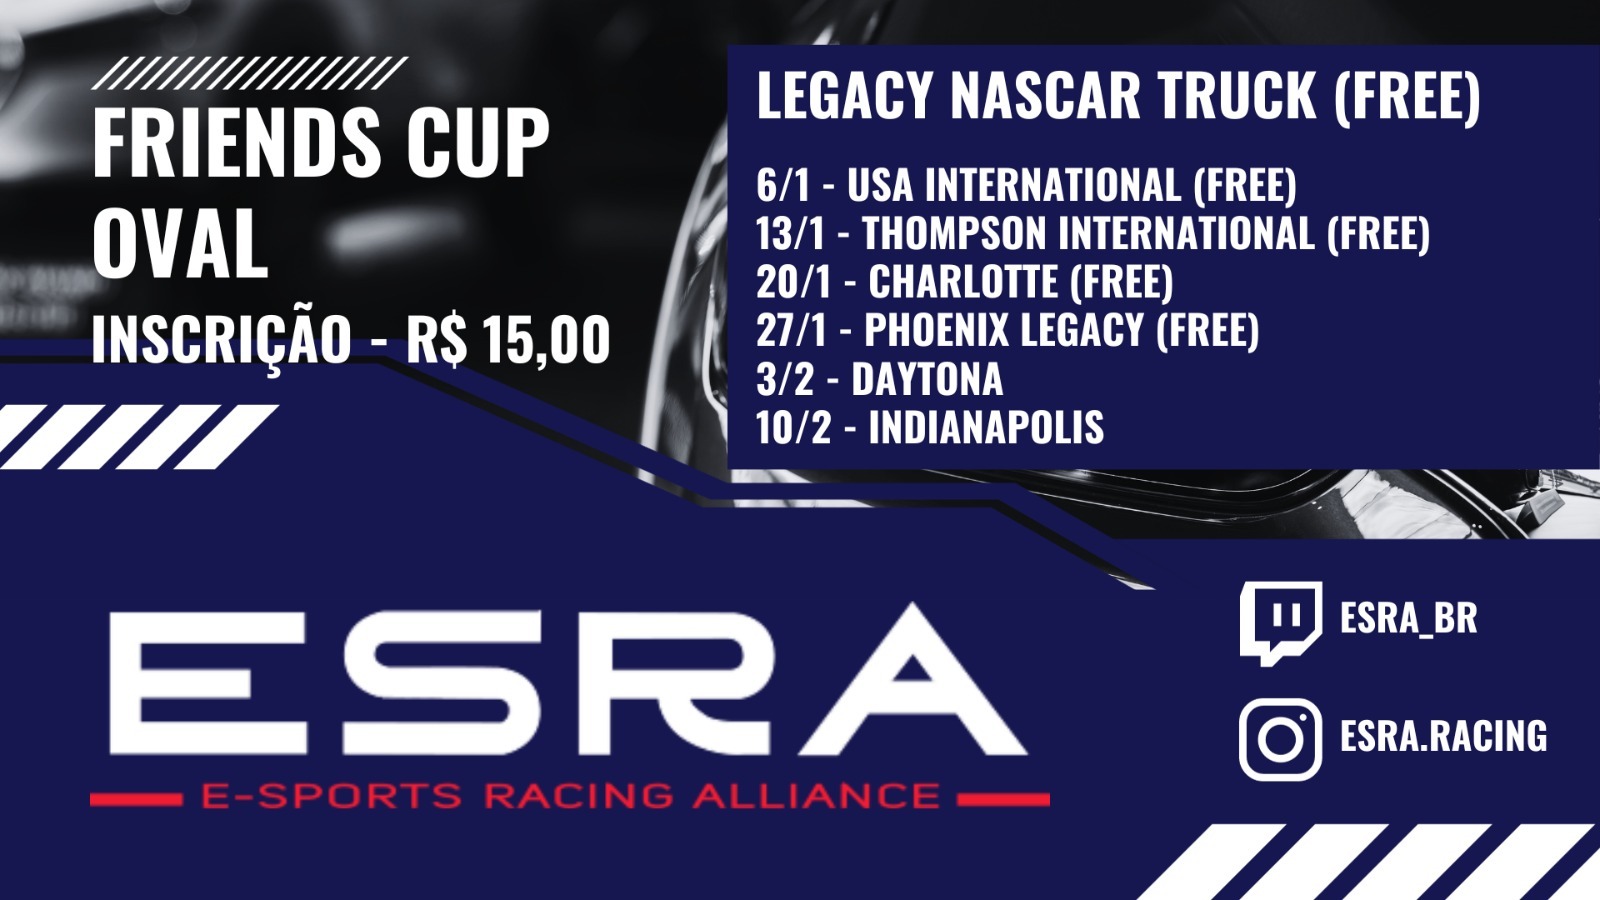 FRIENDS CUP
OVAL
INSCRIÇÃO - R$ 15,00
LEGACY NASCAR TRUCK (FREE)
6/1 - USA INTERNATIONAL (FREE)
13/1 - THOMPSON INTERNATIONAL (FREE)
20/1 - CHARLOTTE (FREE)
27/1 - PHOENIX LEGACY (FREE)
3/2 - DAYTONA
10/2 - INDIANAPOLIS
ESRA
E-SPORTS RACING ALLIANCE
ESRA_BR
ESRA.RACING